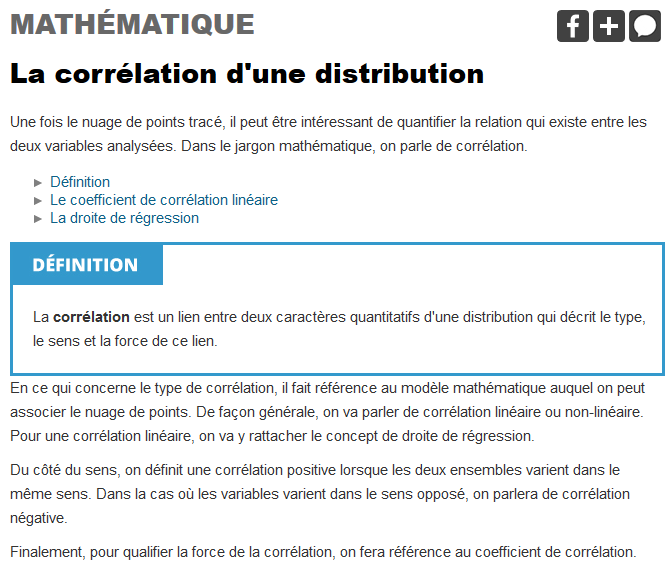 MATHÉMATIQUE
La corrélation d'une distribution
Une fois le nuage de points tracé, il peut être intéressant de quantifier la relation qui existe entre les
deux variables analysées. Dans le jargon mathématique, on parle de corrélation.
► Définition
► Le coefficient de corrélation linéaire
► La droite de régression
DÉFINITION
La corrélation est un lien entre deux caractères quantitatifs d'une distribution qui décrit le type,
le sens et la force de ce lien.
En ce qui concerne le type de corrélation, il fait référence au modèle mathématique auquel on peut
associer le nuage de points. De façon générale, on va parler de corrélation linéaire ou non-linéaire.
Pour une corrélation linéaire, on va y rattacher le concept de droite de régression.
Du côté du sens, on définit une corrélation positive lorsque les deux ensembles varient dans le
même sens. Dans la cas où les variables varient dans le sens opposé, on parlera de corrélation
négative.
Finalement, pour qualifier la force de la corrélation, on fera référence au coefficient de corrélation.